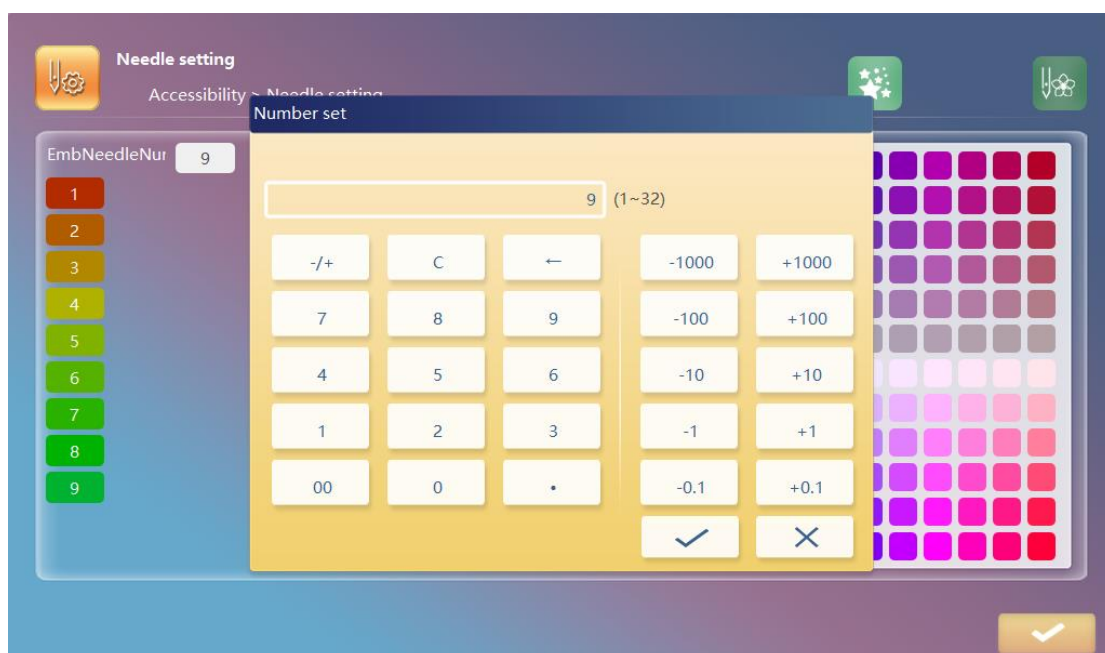 Needle setting
Accessibility > Needle setting
Number set
EmbNeedleNur 9
9 (1~32)
1
2
3
4
5
6
7
8
9
-/+ C ← -1000 +1000
7 8 9 -100 +100
4 5 6 -10 +10
1 2 3 -1 +1
00 0 • -0.1 +0.1